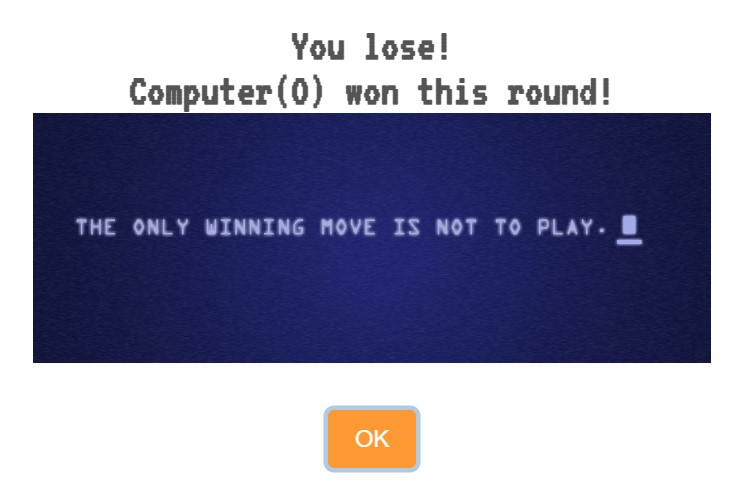 You lose!
Computer(O) won this round!
THE ONLY WINNING MOVE IS NOT TO PLAY.
OK